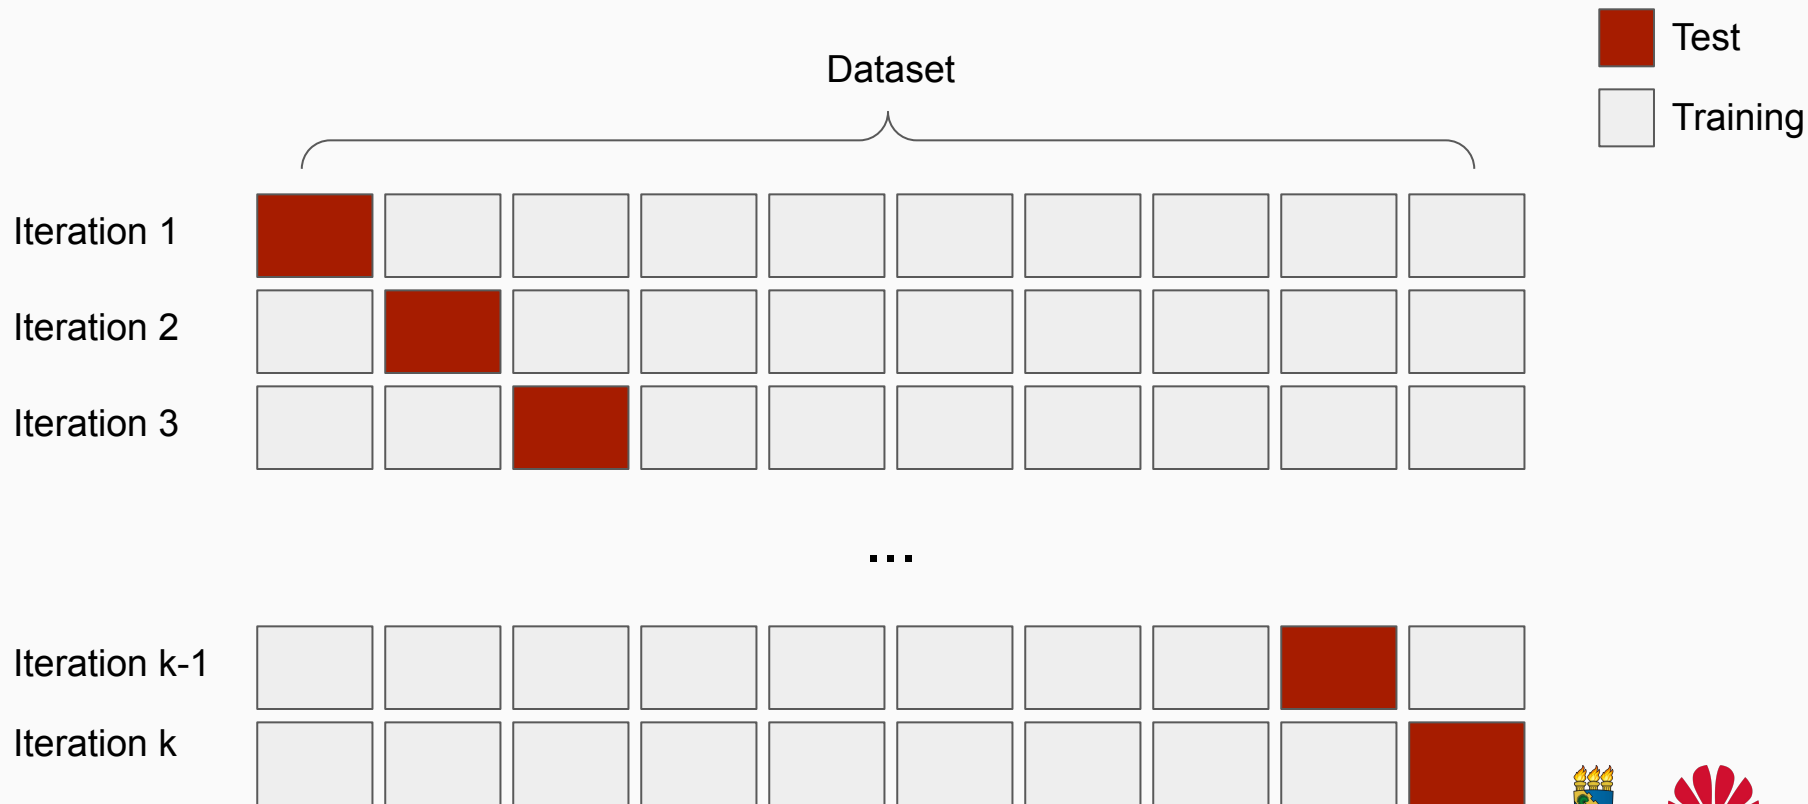 Test
Dataset
Training
Iteration 1
Iteration 2
Iteration 3
...
Iteration k-1
Iteration k